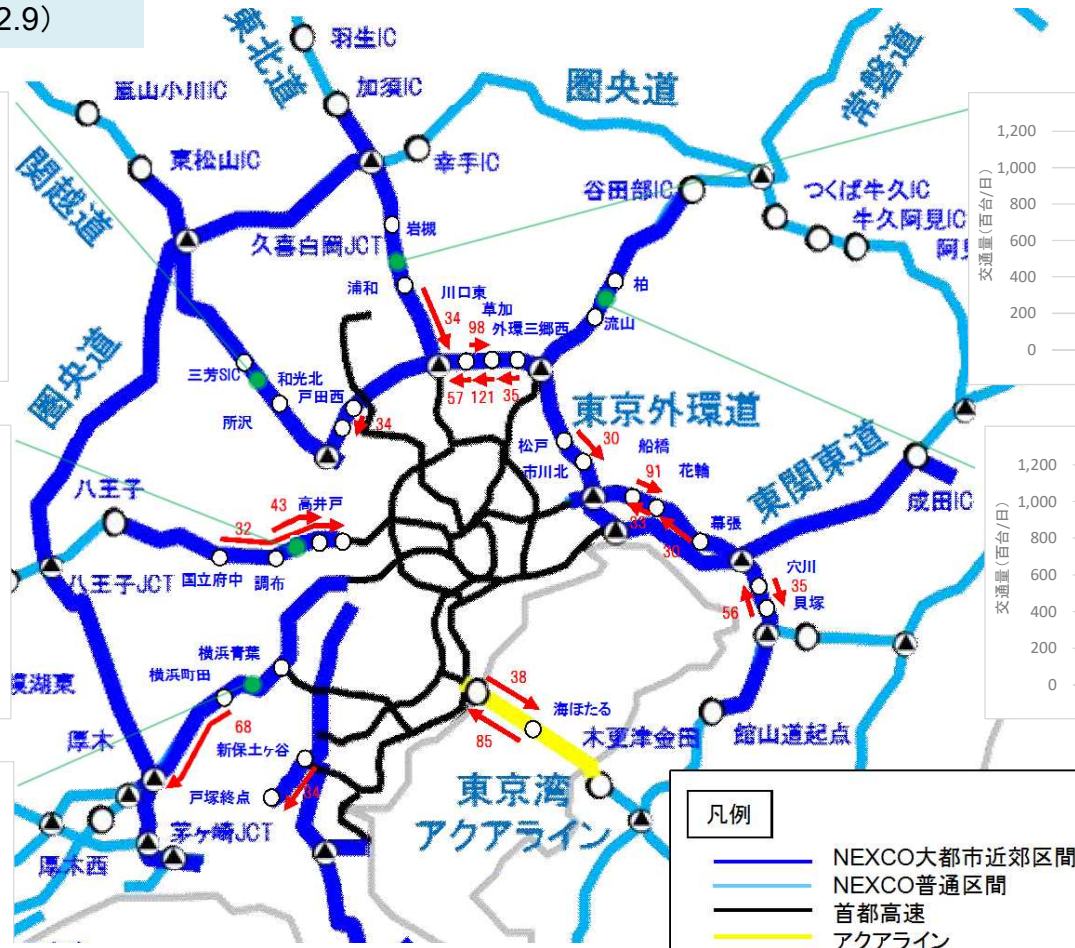 2.9）
東北道
羽生IC
加須IC
嵐山小川IC
圏央道
常磐道
東松山IC
幸手IC
関越道
谷田部IC
つくば牛久IC
牛久阿見IC
久喜白岡JCT
岩槻
浦和
川口東
草加
外環三郷西
柏
流山
34
98
57
121
35
圏央道
三芳SIC
和光北
戸田西
所沢
34
東京外環道
松戸
30
市川北
船橋
91
花輪
東関東道
成田IC
八王子
43
高井戸
32
33
30
幕張
八王子JCT
国立府中
調布
穴川
35
貝塚
56
横浜青葉
横浜町田
68
38
海ほたる
85
木更津金田
館山道起点
厚木
新保土ヶ谷
戸塚終点
34
東京湾
アクアライン
茅ヶ崎JCT
厚木西
交通量(百台/日)
1,200
1,000
800
600
400
200
0
交通量(百台/日)
1,200
1,000
800
600
400
200
0
凡例
NEXCO大都市近郊区間
NEXCO普通区間
首都高速
アクアライン